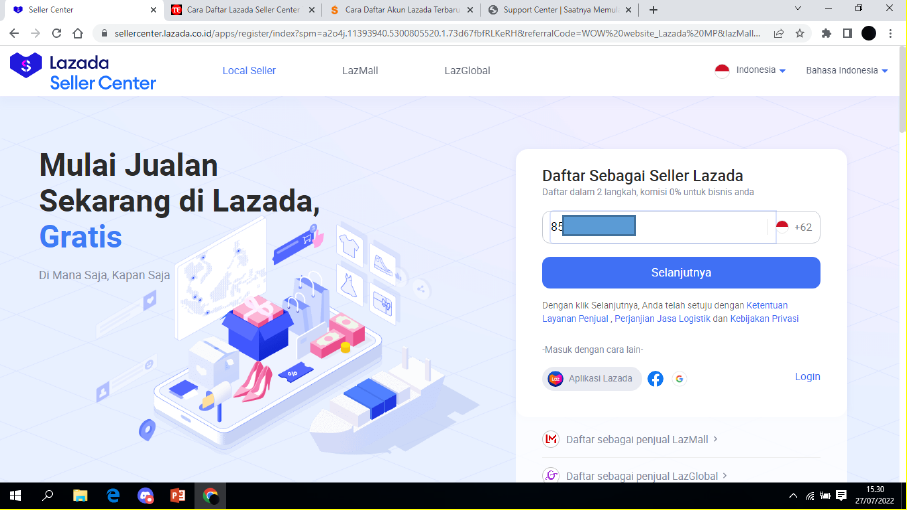 Seller Center
Cara Daftar Lazada Seller Center
Cara Daftar Akun Lazada Terbaru
Support Center | Saatnya Memula
sellercenter.lazada.co.id/apps/register/index?spm=a2o4j.11393940.5300805520.1.73d67fbfRLKeRH&referralCode=WOW%20website_Lazada%20MP&tlazMall...
Lazada
Seller Center
Local Seller
LazMall
LazGlobal
Indonesia
Bahasa Indonesia
Mulai Jualan
Sekarang di Lazada,
Gratis
Di Mana Saja, Kapan Saja
Daftar Sebagai Seller Lazada
Daftar dalam 2 langkah, komisi 0% untuk bisnis anda
85
+62
Selanjutnya
Dengan klik Selanjutnya, Anda telah setuju dengan Ketentuan
Layanan Penjual , Perjanjian Jasa Logistik dan Kebijakan Privasi
-Masuk dengan cara lain-
Aplikasi Lazada
Login
Daftar sebagai penjual LazMall
Daftar sebagai penjual LazGlobal
15.30
27/07/2022